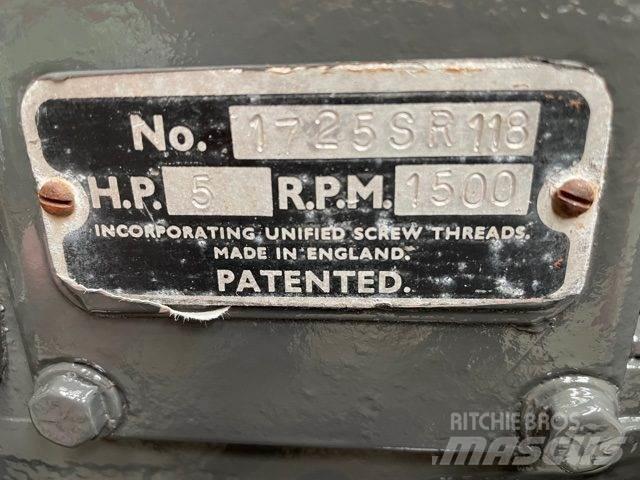 No. 1725SR118
H.P. 5 R.P.M. 1500
INCORPORATING UNIFIED SCREW THREADS.
MADE IN ENGLAND.
PATENTED.
RITCHIE BROS.
MASCUS